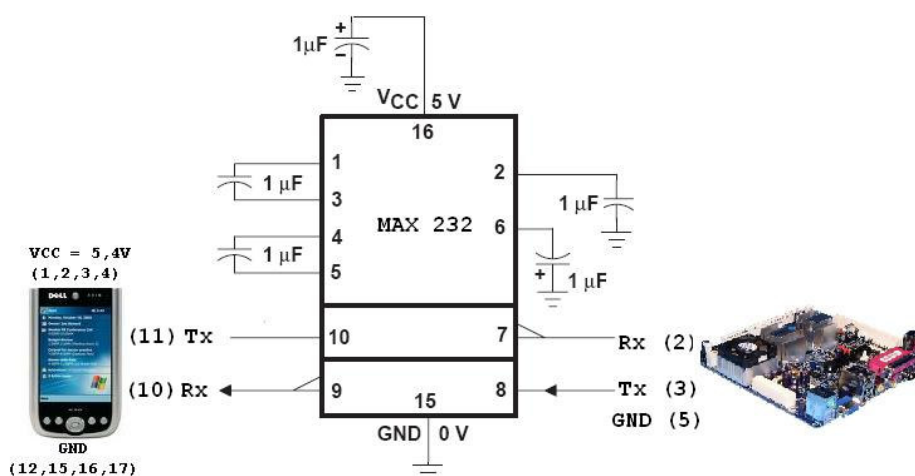 +
1µF
−
VCC 5 V
16
1
1 µF
3
2
1 µF
MAX 232
6
4
1 µF
5
+
1 µF
VCC = 5,4V
(1,2,3,4)
DELL
(11) Tx
10
7
Rx (2)
(10) Rx
9
8
Tx (3)
15
GND (5)
GND
0 V
GND
(12,15,16,17)